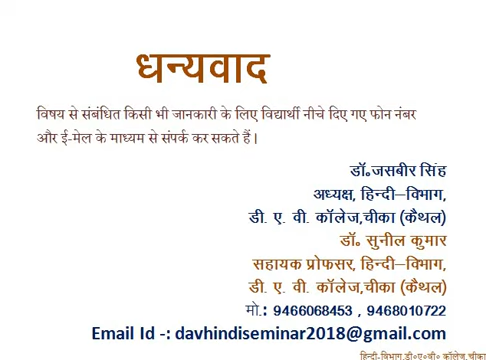 धन्यवाद
विषय से संबंधित किसी भी जानकारी के लिए विद्यार्थी नीचे दिए गए फोन नंबर
और ई-मेल के माध्यम से संपर्क कर सकते हैं।
डॉ॰जसबीर सिंह
अध्यक्ष, हिन्दी–विभाग,
डी. ए. वी. कॉलेज,चीका (कैथल)
डॉ॰ सुनील कुमार
सहायक प्रोफसर, हिन्दी–विभाग,
डी. ए. वी. कॉलेज,चीका (कैथल)
मो.: 9466068453 , 9468010722
Email Id -: davhindiseminar2018@gmail.com
हिन्दी-विभाग,डी॰ए॰वी॰ कॉलेज,चीका